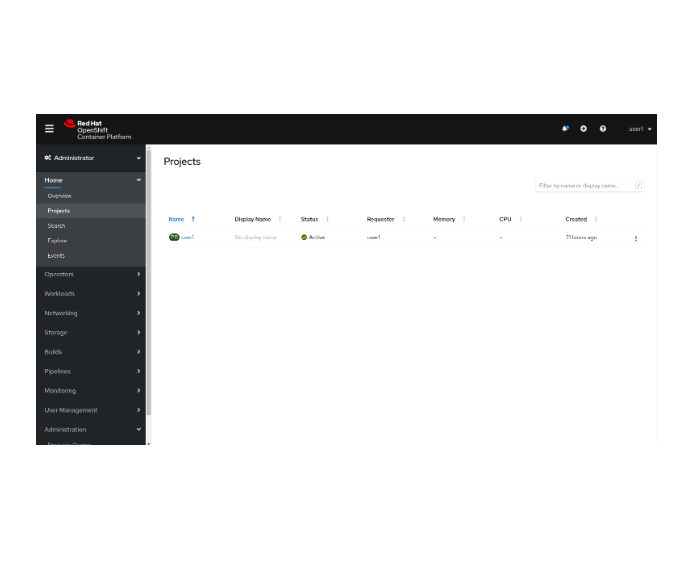 Red Hat
OpenShift
Container Platform
user1
Administrator
Home
Overview
Projects
Search
Explore
Events
Operators
Workloads
Networking
Storage
Builds
Pipelines
Monitoring
User Management
Administration
Projects
Filter by name or display name...
/
Name Display Name Status Requester Memory CPU Created
PR user1 No display name Active user1 - - 21 hours ago